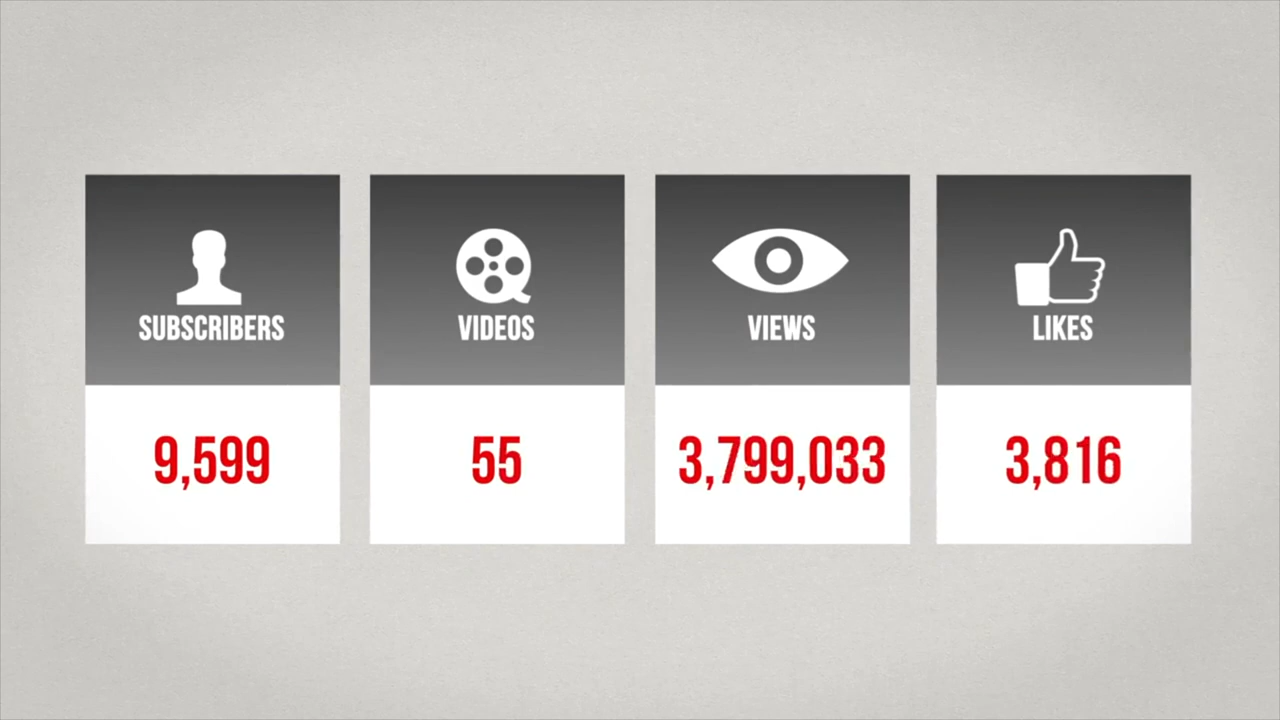 SUBSCRIBERS
9,599
VIDEOS
55
VIEWS
3,799,033
LIKES
3,816